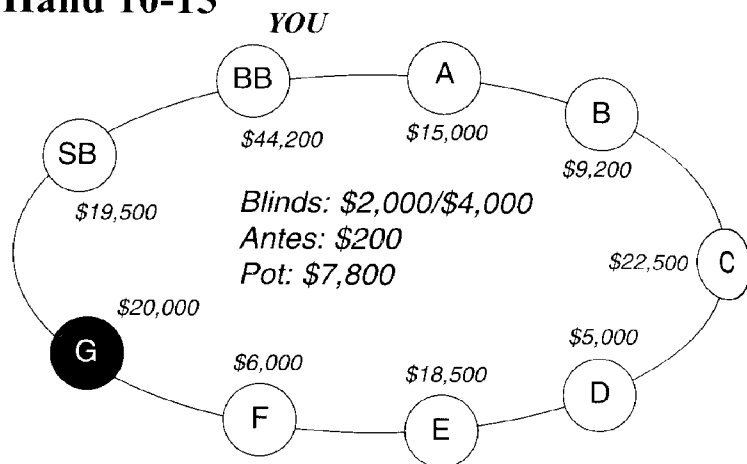 Hand 10-15
YOU
BB
A
B
SB
$44,200
$15,000
$9,200
$19,500
Blinds: $2,000/$4,000
Antes: $200
Pot: $7,800
$22,500
C
$20,000
G
$6,000
$18,500
$5,000
F
E
D